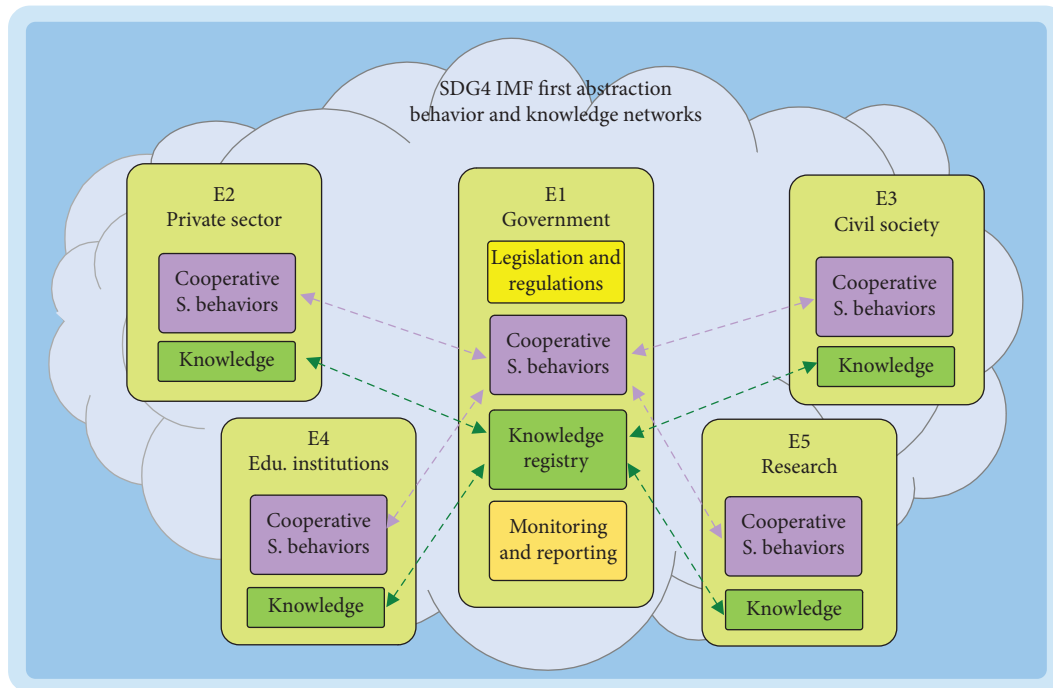 SDG4 IMF first abstraction
behavior and knowledge networks
E2
Private sector
Cooperative
S. behaviors
Knowledge
E1
Government
Legislation and
regulations
Cooperative
S. behaviors
Knowledge
registry
Monitoring
and reporting
E3
Civil society
Cooperative
S. behaviors
Knowledge
E4
Edu. institutions
Cooperative
S. behaviors
Knowledge
E5
Research
Cooperative
S. behaviors
Knowledge